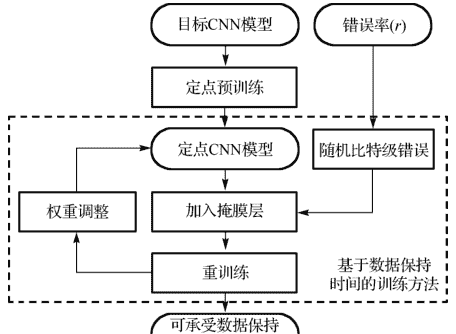 目标CNN模型
错误率(r)
定点预训练
定点CNN模型
随机比特级错误
权重调整
加入掩膜层
重训练
基于数据保持
时间的训练方法
可承受数据保持